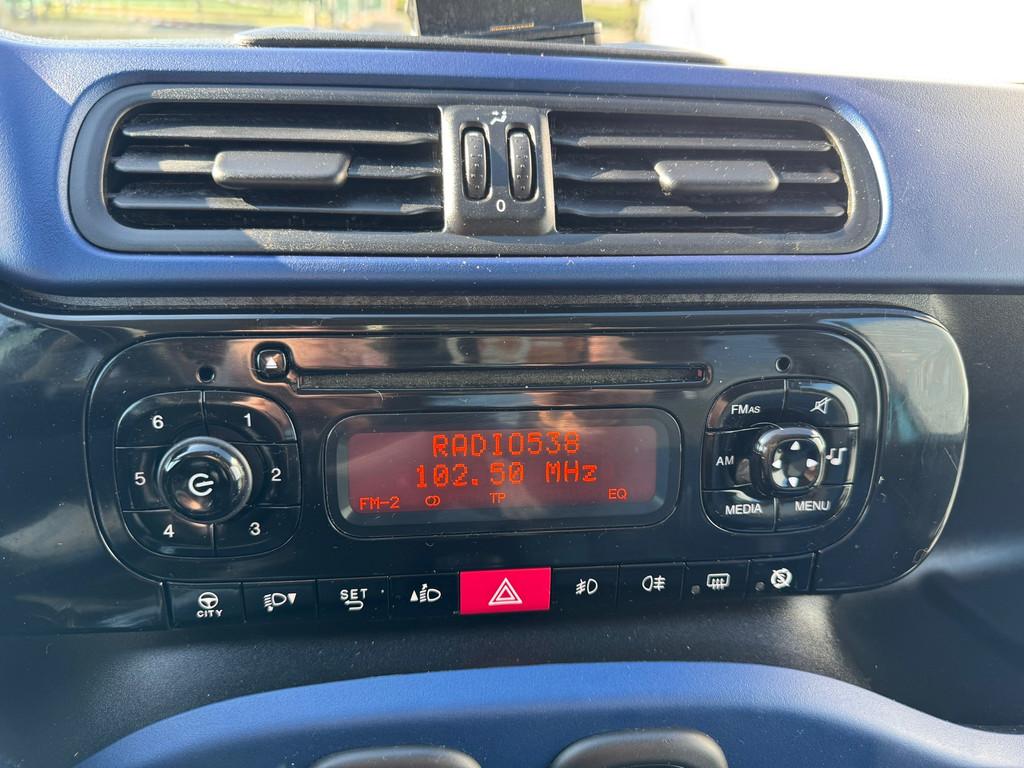 0
RADIO538
102.50 MHz
FM-2 TP EQ
6 1
5 2
4 3
FMAS
AM
MEDIA MENU
CITY
SET